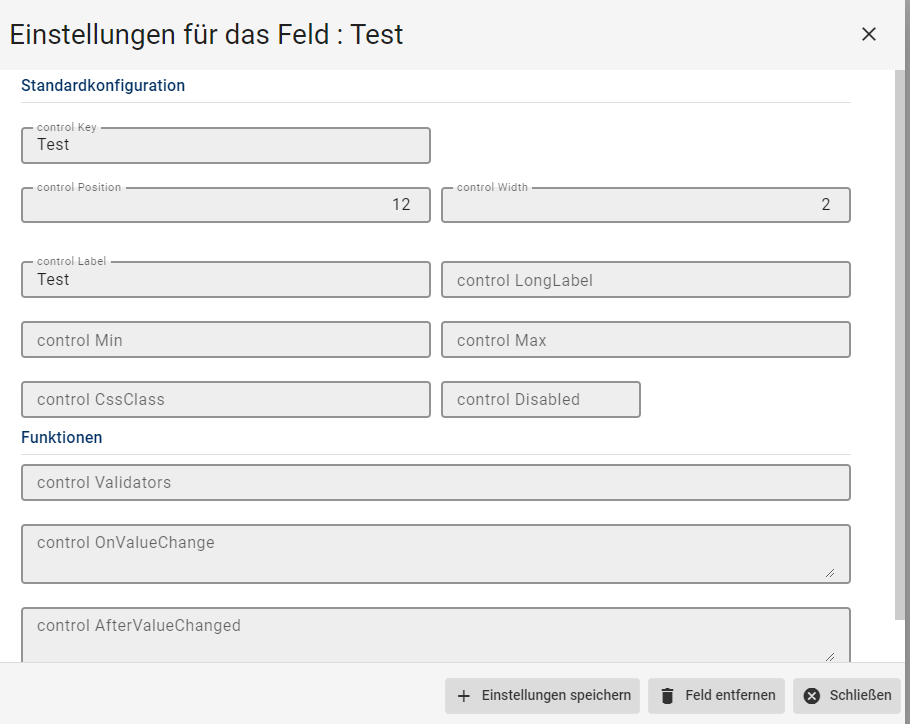 Einstellungen für das Feld : Test
Standardkonfiguration
control Key
Test
control Position
12
control Width
2
control Label
Test
control LongLabel
control Min
control Max
control CssClass
control Disabled
Funktionen
control Validators
control OnValueChange
control AfterValueChanged
Einstellungen speichern
Feld entfernen
Schließen